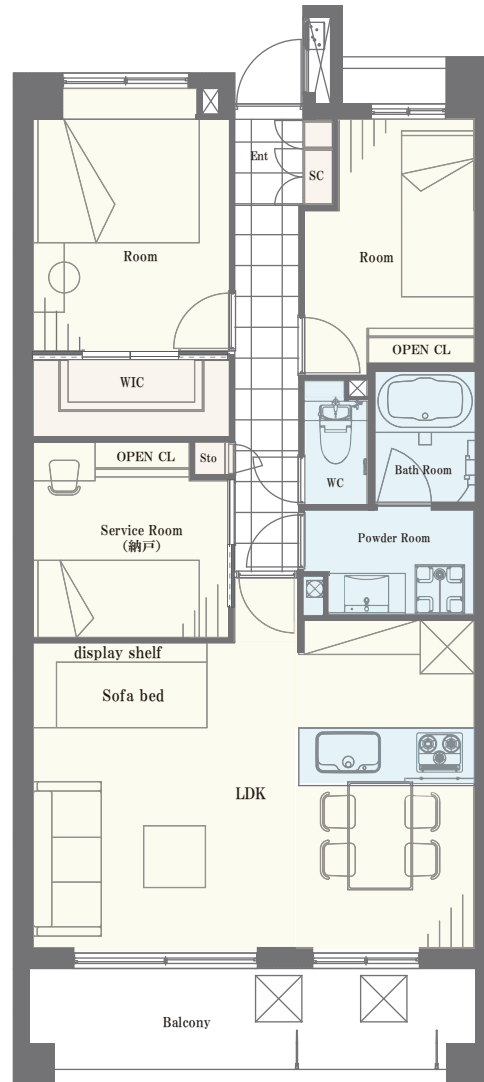 Ent
SC
Room
Room
OPEN CL
WIC
OPEN CL
Sto
WC
Bath Room
Service Room
（納戸）
Powder Room
display shelf
Sofa bed
LDK
Balcony